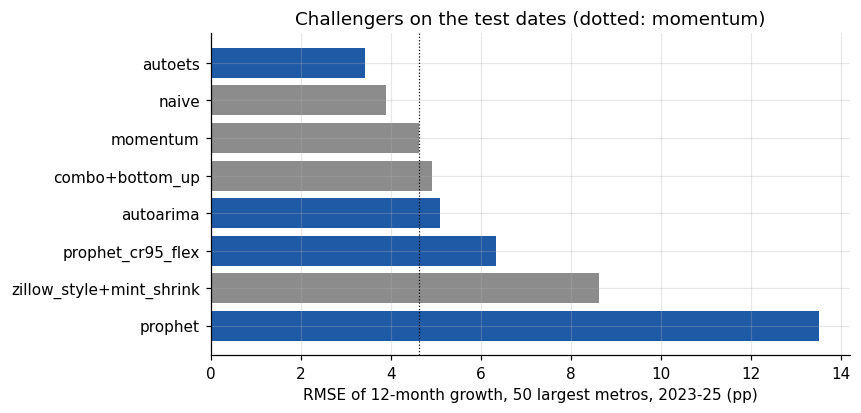 Challengers on the test dates (dotted: momentum)
autoets
naive
momentum
combo+bottom_up
autoarima
prophet_cr95_flex
zillow_style+mint_shrink
prophet
0 2 4 6 8 10 12 14
RMSE of 12-month growth, 50 largest metros, 2023-25 (pp)